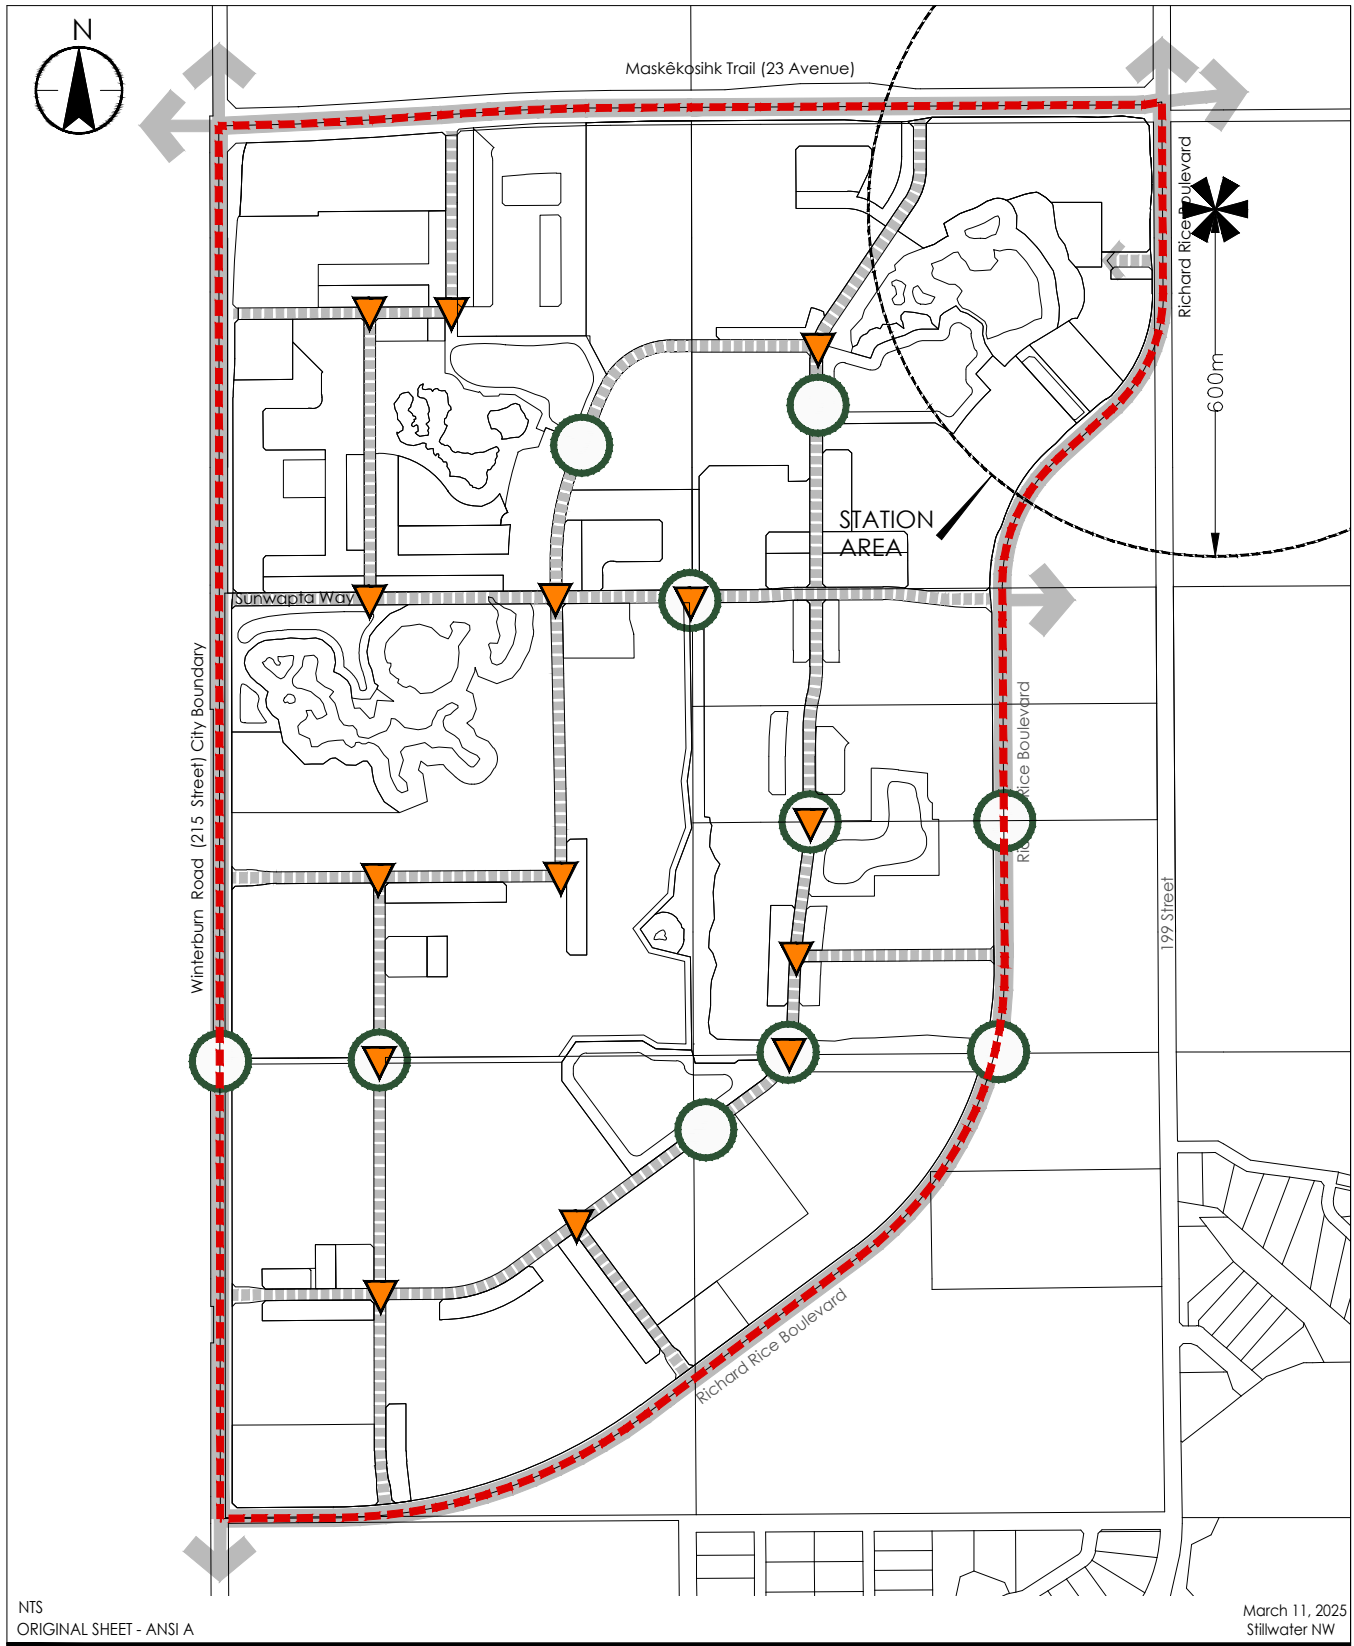 N
Maskêkosihk Trail (23 Avenue)
Richard Rice Boulevard
600m
STATION
AREA
Sunwapta Way
Winterburn Road (215 Street) City Boundary
Richard Rice Boulevard
199 Street
Richard Rice Boulevard
NTS
ORIGINAL SHEET - ANSI A
March 11, 2025
Stillwater NW